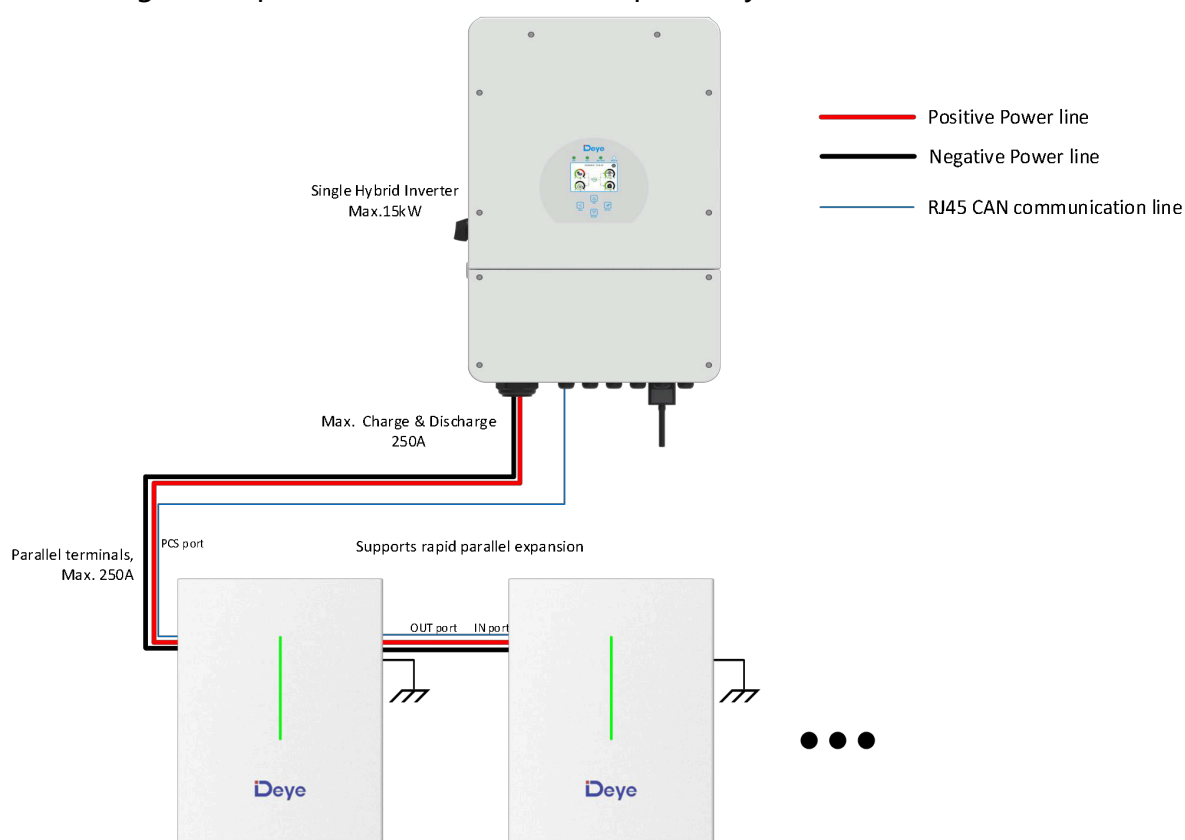 Deye
Positive Power line
Negative Power line
RJ45 CAN communication line
Single Hybrid Inverter
Max.15kW
Max. Charge & Discharge
250A
PCS port
Parallel terminals,
Max. 250A
Supports rapid parallel expansion
OUT port
IN port
Deye
Deye